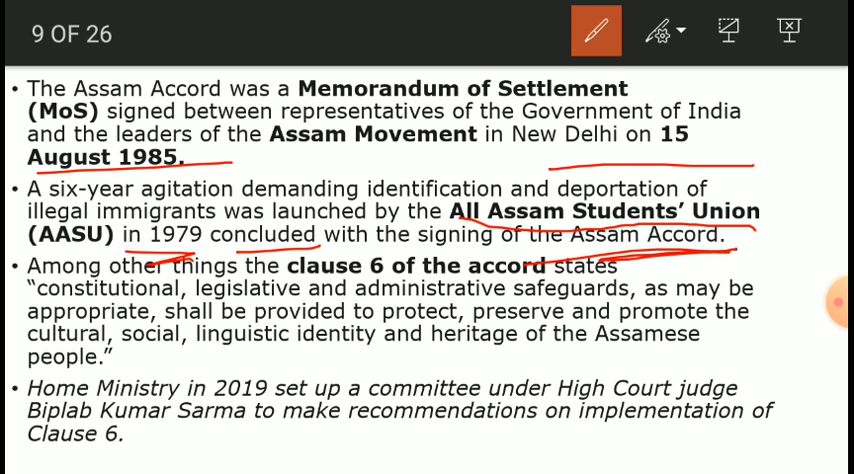 9 OF 26
• The Assam Accord was a Memorandum of Settlement
(MoS) signed between representatives of the Government of India
and the leaders of the Assam Movement in New Delhi on 15
August 1985.
• A six-year agitation demanding identification and deportation of
illegal immigrants was launched by the All Assam Students’ Union
(AASU) in 1979 concluded with the signing of the Assam Accord.
• Among other things the clause 6 of the accord states
“constitutional, legislative and administrative safeguards, as may be
appropriate, shall be provided to protect, preserve and promote the
cultural, social, linguistic identity and heritage of the Assamese
people.”
• Home Ministry in 2019 set up a committee under High Court judge
Biplab Kumar Sarma to make recommendations on implementation of
Clause 6.